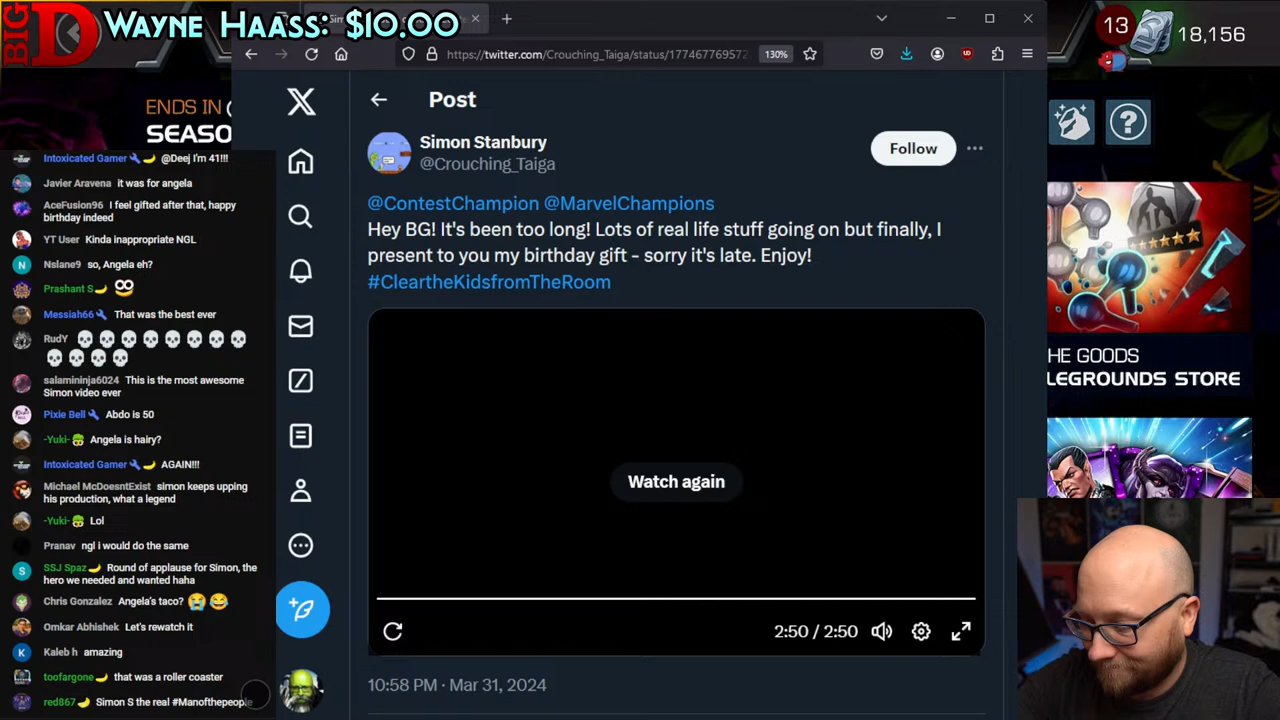 BIG
D
WAYNE HAASS: $10.00
https://twitter.com/Crouching_Taiga/status/177467769572
130%
13
18,156
ENDS IN
SEASO
Post
Simon Stanbury
@Crouching_Taiga
Follow
@ContestChampion @MarvelChampions
Hey BG! It's been too long! Lots of real life stuff going on but finally, I
present to you my birthday gift - sorry it's late. Enjoy!
#CleartheKidsfromTheRoom
Watch again
2:50 / 2:50
10:58 PM · Mar 31, 2024
HE GOODS
LEGROUNDS STORE
Intoxicated Gamer @Deej I'm 41!!!
Javier Aravena it was for angela
AceFusion96 I feel gifted after that, happy
birthday indeed
YT User Kinda inappropriate NGL
Nslane9 so, Angela eh?
Prashant S
Messiah66 That was the best ever
RudY
salamininja6024 This is the most awesome
Simon video ever
Pixie Bell Abdo is 50
-Yuki- Angela is hairy?
Intoxicated Gamer AGAIN!!!
Michael McDoesntExist simon keeps upping
his production, what a legend
-Yuki- Lol
Pranav ngl i would do the same
SSJ Spaz Round of applause for Simon, the
hero we needed and wanted haha
Chris Gonzalez Angela's taco? 😭😂
Omkar Abhishek Let's rewatch it
Kaleb h amazing
toofargone that was a roller coaster
red867 Simon S the real #Manofthepeople